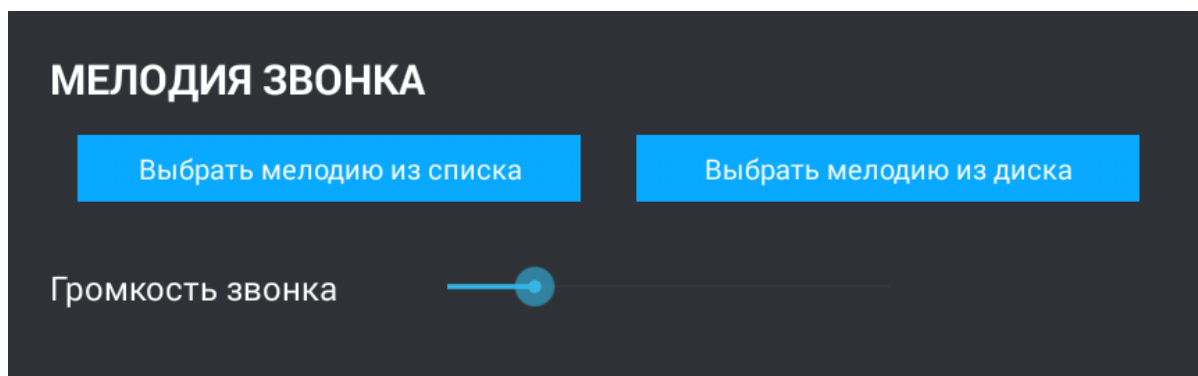 МЕЛОДИЯ ЗВОНКА
Выбрать мелодию из списка
Выбрать мелодию из диска
Громкость звонка